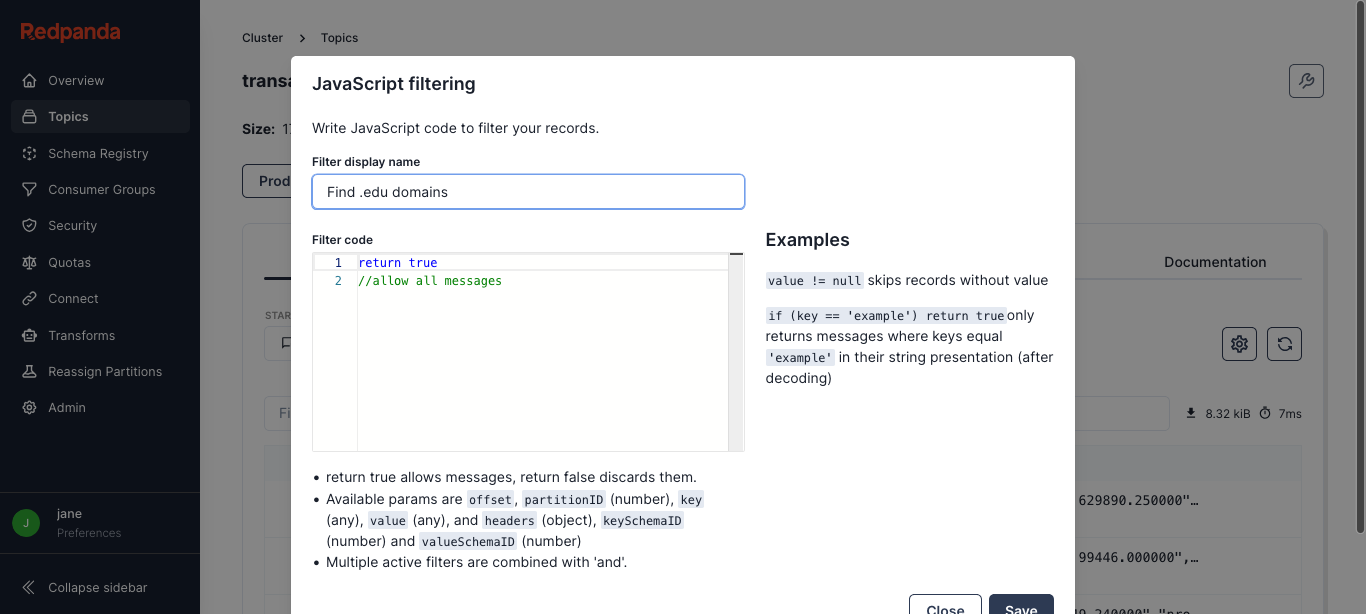 Redpanda
Overview
Topics
Schema Registry
Consumer Groups
Security
Quotas
Connect
Transforms
Reassign Partitions
Admin
J
jane
Preferences
Collapse sidebar
Cluster > Topics
transa
Size: 17
Prod
STAR
Fi
Documentation
8.32 kiB 7ms
629890.250000"…
99446.000000",…
JavaScript filtering
Write JavaScript code to filter your records.
Filter display name
Find .edu domains
Filter code
1 return true
2 //allow all messages
• return true allows messages, return false discards them.
• Available params are offset, partitionID (number), key
(any), value (any), and headers (object), keySchemaID
(number) and valueSchemaID (number)
• Multiple active filters are combined with 'and'.
Examples
value != null skips records without value
if (key == 'example') return true only
returns messages where keys equal
'example' in their string presentation (after
decoding)
Close
Save